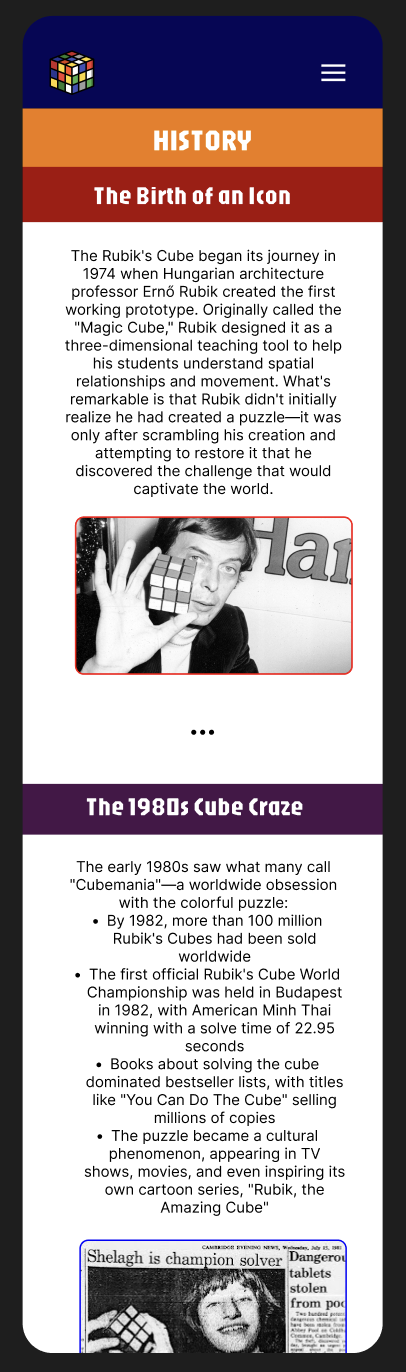 HISTORY
The Birth of an Icon
The Rubik's Cube began its journey in
1974 when Hungarian architecture
professor Ernő Rubik created the first
working prototype. Originally called the
"Magic Cube," Rubik designed it as a
three-dimensional teaching tool to help
his students understand spatial
relationships and movement. What's
remarkable is that Rubik didn't initially
realize he had created a puzzle—it was
only after scrambling his creation and
attempting to restore it that he
discovered the challenge that would
captivate the world.
Han
...
The 1980s Cube Craze
The early 1980s saw what many call
"Cubemania"—a worldwide obsession
with the colorful puzzle:
• By 1982, more than 100 million
Rubik's Cubes had been sold
worldwide
• The first official Rubik's Cube World
Championship was held in Budapest
in 1982, with American Minh Thai
winning with a solve time of 22.95
seconds
• Books about solving the cube
dominated bestseller lists, with titles
like "You Can Do The Cube" selling
millions of copies
• The puzzle became a cultural
phenomenon, appearing in TV
shows, movies, and even inspiring its
own cartoon series, "Rubik, the
Amazing Cube"
CAMBRIDGE EVENING NEWS, Wednesday, July 15, 1981
Shelagh is champion solver
Dangerou
tablets
stolen
from poo